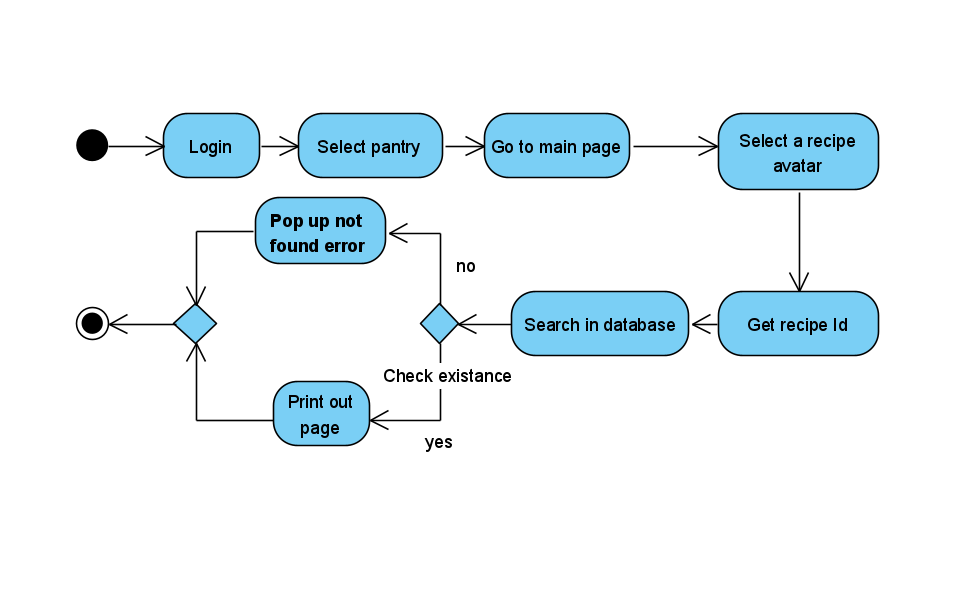 Login
Select pantry
Go to main page
Select a recipe
avatar
Pop up not
found error
no
Search in database
Get recipe Id
Check existance
Print out
page
yes